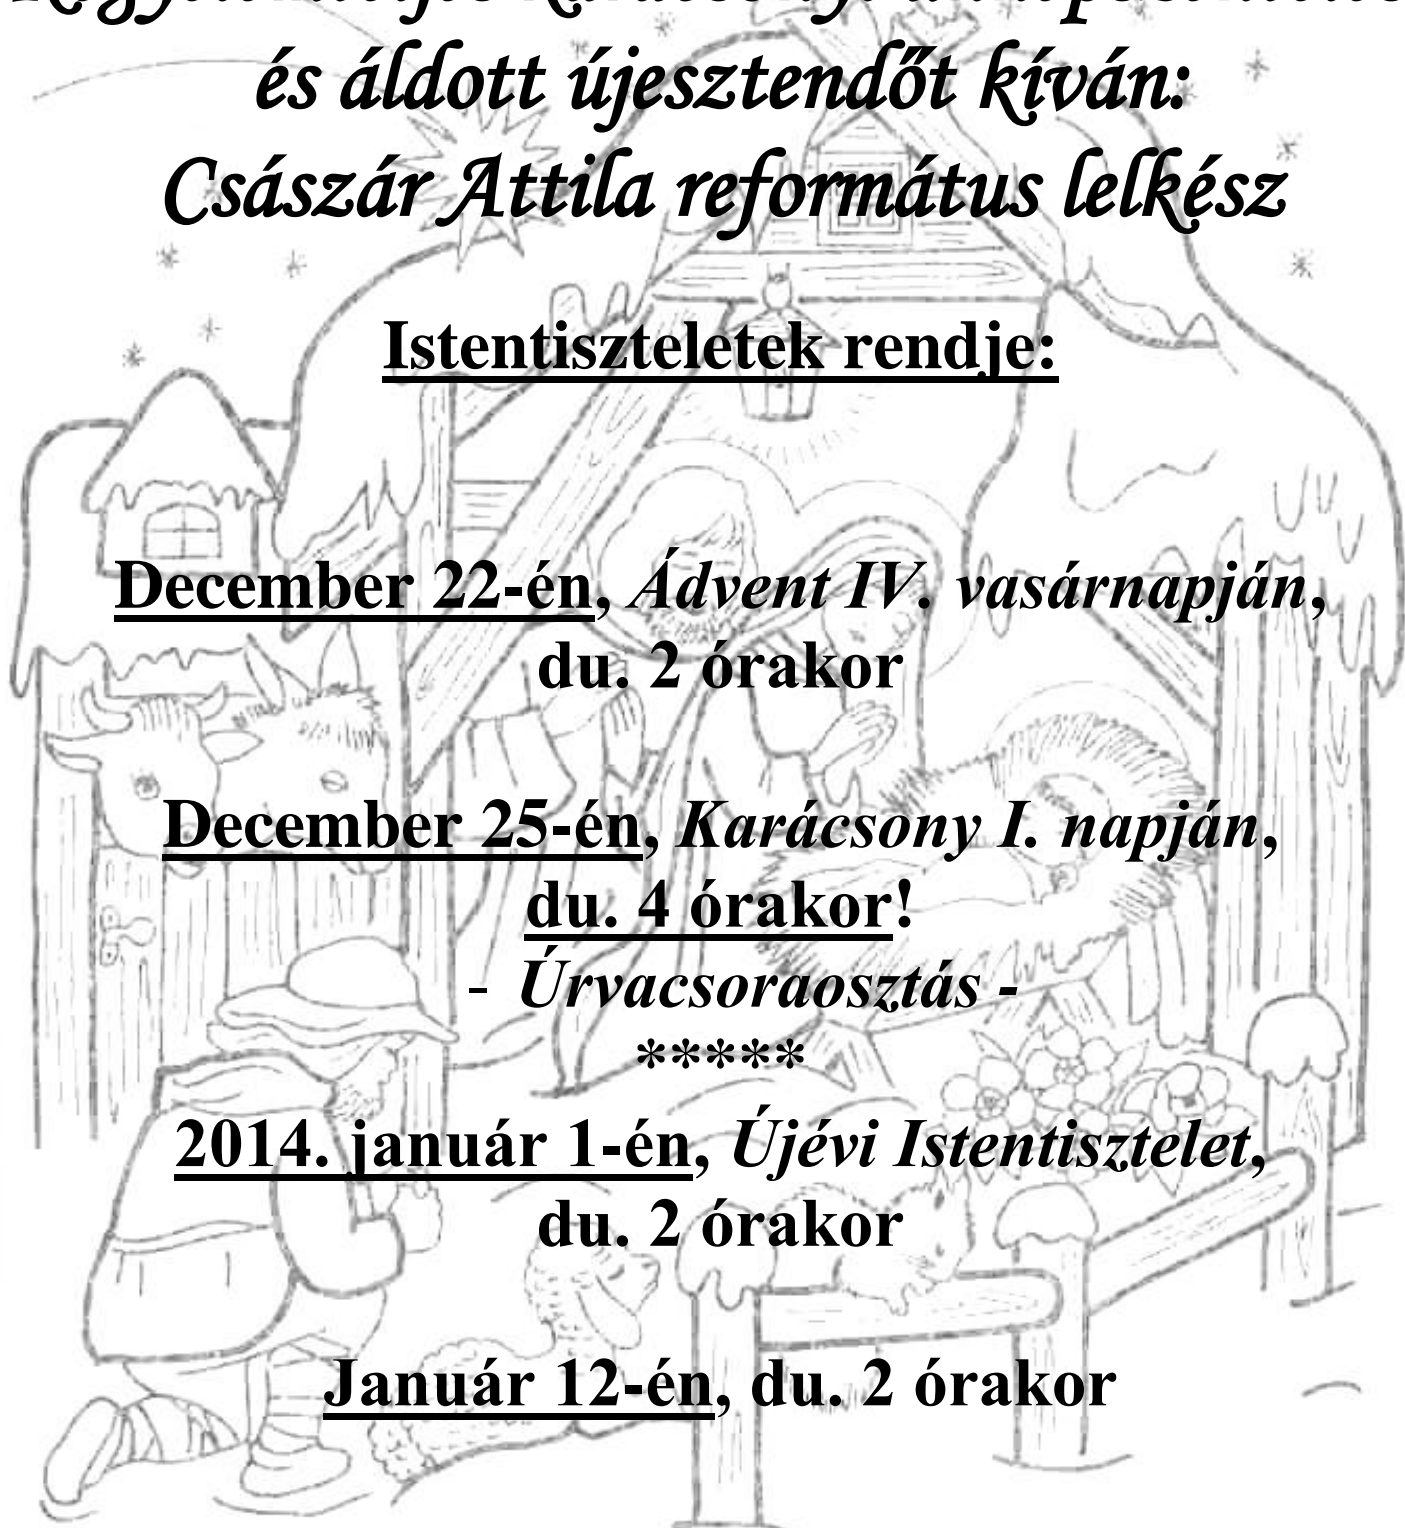 és áldott újesztendőt kíván:
Császár Attila református lelkész
Istentiszteletek rendje:
December 22-én, Ádvent IV. vasárnapján,
du. 2 órakor
December 25-én, Karácsony I. napján,
du. 4 órakor!
- Úrvacsoraosztás -
*****
2014. január 1-én, Újévi Istentisztelet,
du. 2 órakor
Január 12-én, du. 2 órakor